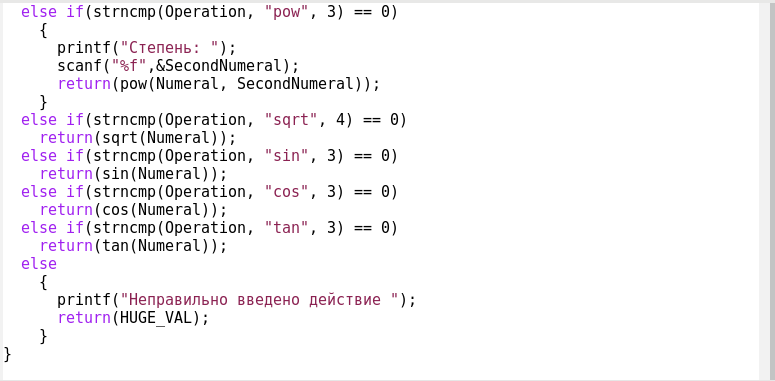 else if(strncmp(Operation, "pow", 3) == 0)
{
printf("Степень: ");
scanf("%f",&SecondNumeral);
return(pow(Numeral, SecondNumeral));
}
else if(strncmp(Operation, "sqrt", 4) == 0)
return(sqrt(Numeral));
else if(strncmp(Operation, "sin", 3) == 0)
return(sin(Numeral));
else if(strncmp(Operation, "cos", 3) == 0)
return(cos(Numeral));
else if(strncmp(Operation, "tan", 3) == 0)
return(tan(Numeral));
else
{
printf("Неправильно введено действие ");
return(HUGE_VAL);
}
}